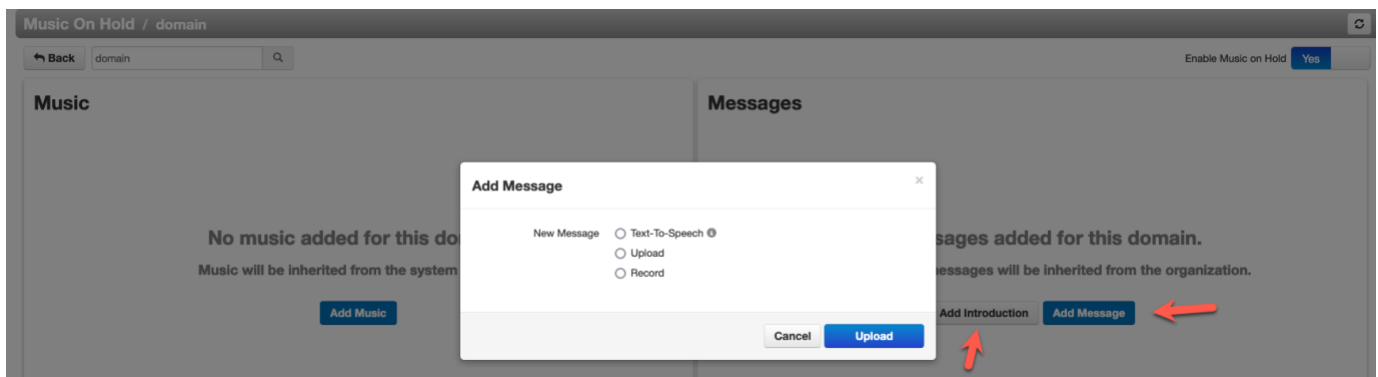 Music On Hold / domain
Back
domain
Enable Music on Hold Yes
Music
Messages
Add Message
×
New Message
Text-To-Speech
Upload
Record
No music added for this do
Music will be inherited from the system
Add Music
sages added for this domain.
essages will be inherited from the organization.
Add Introduction
Add Message
Cancel
Upload